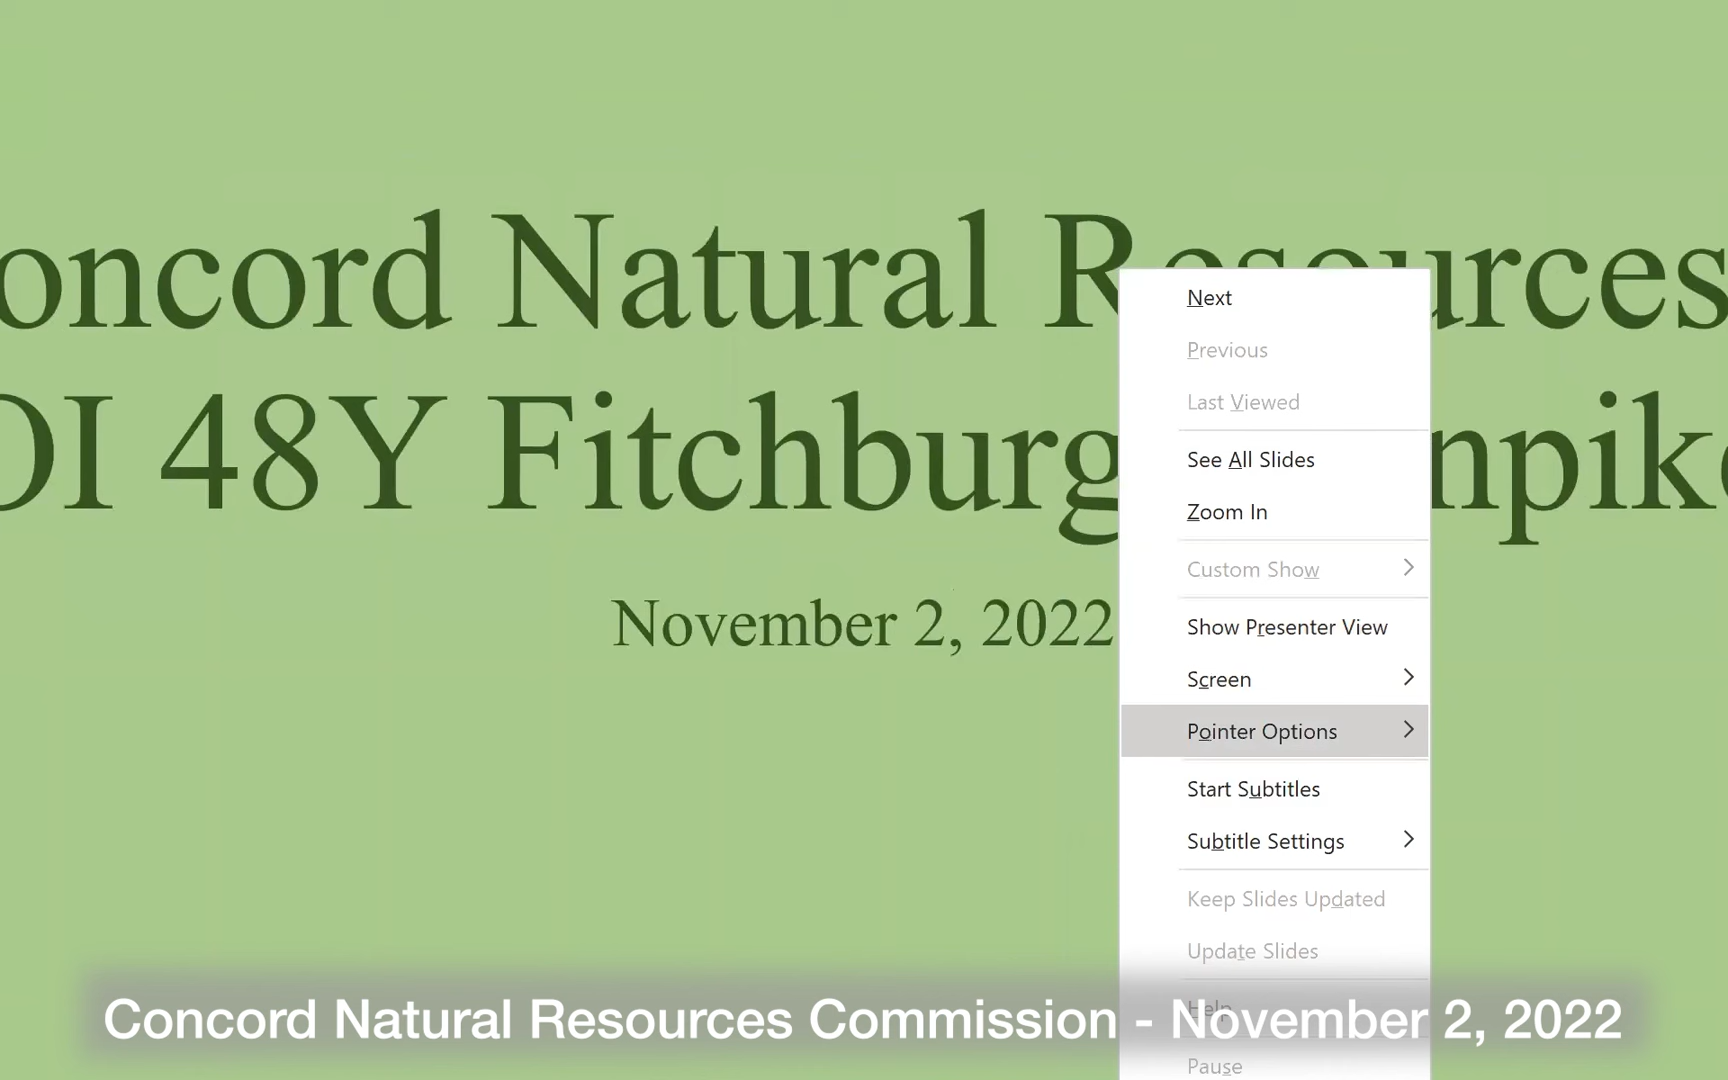 oncord Natural Resources
DI 48Y Fitchburg npike
November 2, 2022
Next
Previous
Last Viewed
See All Slides
Zoom In
Custom Show
Show Presenter View
Screen
Pointer Options
Start Subtitles
Subtitle Settings
Keep Slides Updated
Update Slides
Help
Pause
Concord Natural Resources Commission - November 2, 2022